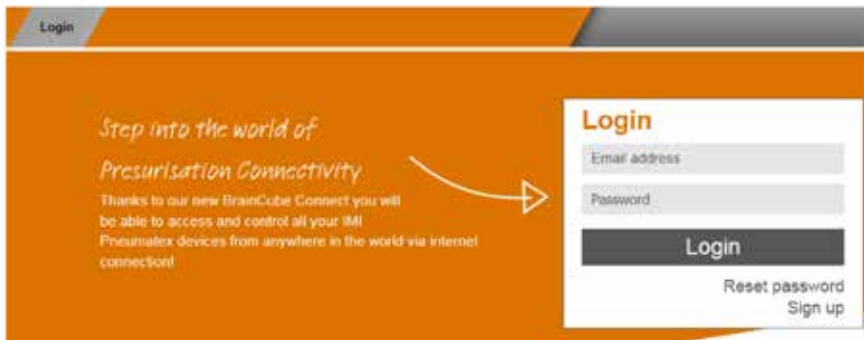 Login
Step into the world of
Presurisation Connectivity
Thanks to our new BrainCube Connect you will
be able to access and control all your IMI
Pneumatex devices from anywhere in the world via internet
connection!
Login
Email address
Password
Login
Reset password
Sign up